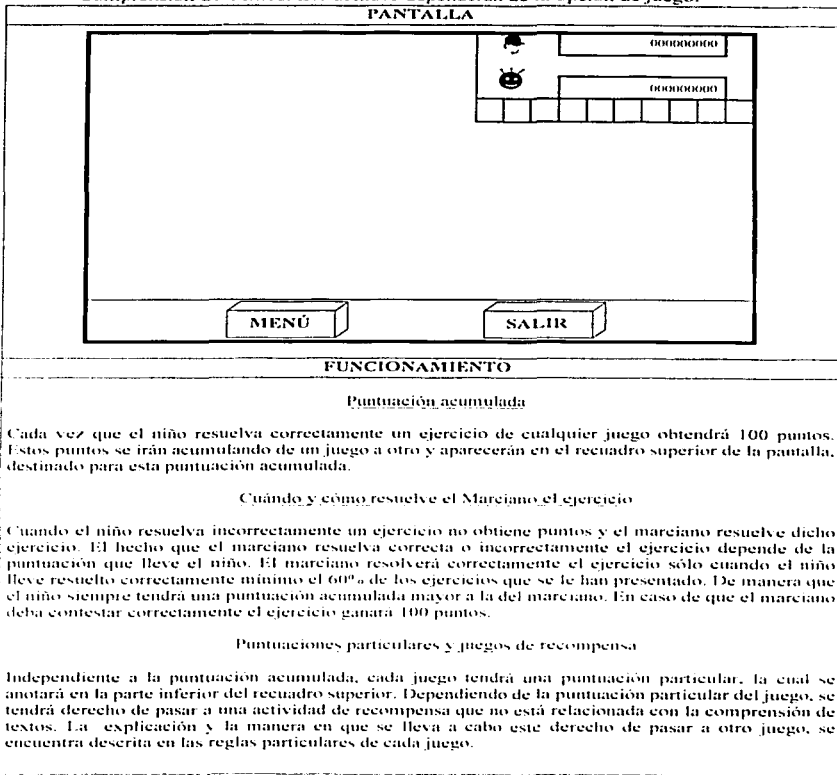 PANTALLA
000000000
000000000
MENÚ
SALIR
FUNCIONAMIENTO
Puntuación acumulada
Cada vez que el niño resuelva correctamente un ejercicio de cualquier juego obtendrá 100 puntos.
Estos puntos se irán acumulando de un juego a otro y aparecerán en el recuadro superior de la pantalla,
destinado para esta puntuación acumulada.
Cuándo y cómo resuelve el Marciano el ejercicio
Cuando el niño resuelva incorrectamente un ejercicio no obtiene puntos y el marciano resuelve dicho
ejercicio. El hecho que el marciano resuelva correcta o incorrectamente el ejercicio depende de la
puntuación que lleve el niño. El marciano resolverá correctamente el ejercicio sólo cuando el niño
lleve resuelto correctamente mínimo el 60% de los ejercicios que se le han presentado. De manera que
el niño siempre tendrá una puntuación acumulada mayor a la del marciano. En caso de que el marciano
deba contestar correctamente el ejercicio ganará 100 puntos.
Puntuaciones particulares y juegos de recompensa
Independiente a la puntuación acumulada, cada juego tendrá una puntuación particular, la cual se
anotará en la parte inferior del recuadro superior. Dependiendo de la puntuación particular del juego, se
tendrá derecho de pasar a una actividad de recompensa que no está relacionada con la comprensión de
textos. La explicación y la manera en que se lleva a cabo este derecho de pasar a otro juego, se
encuentra descrita en las reglas particulares de cada juego.